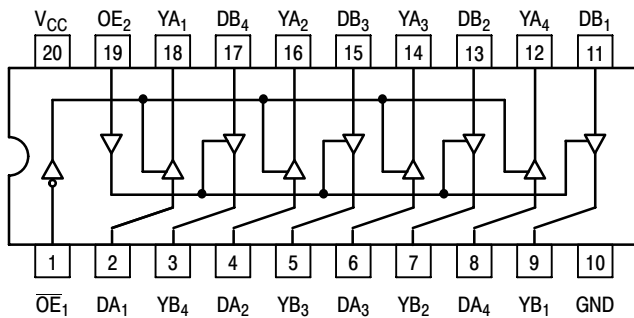 VCC OE2 YA1 DB4 YA2 DB3 YA3 DB2 YA4 DB1
20 19 18 17 16 15 14 13 12 11
1 2 3 4 5 6 7 8 9 10
O̅E̅1 DA1 YB4 DA2 YB3 DA3 YB2 DA4 YB1 GND